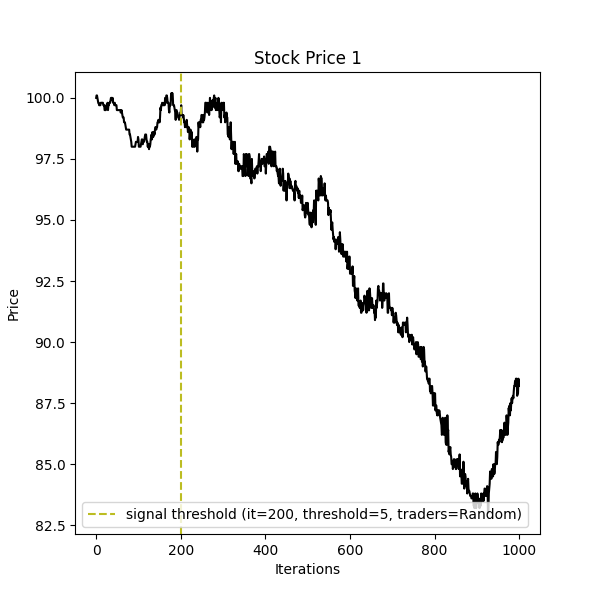 Stock Price 1
100.0
97.5
95.0
92.5
90.0
87.5
85.0
82.5
Price
signal threshold (it=200, threshold=5, traders=Random)
0 200 400 600 800 1000
Iterations